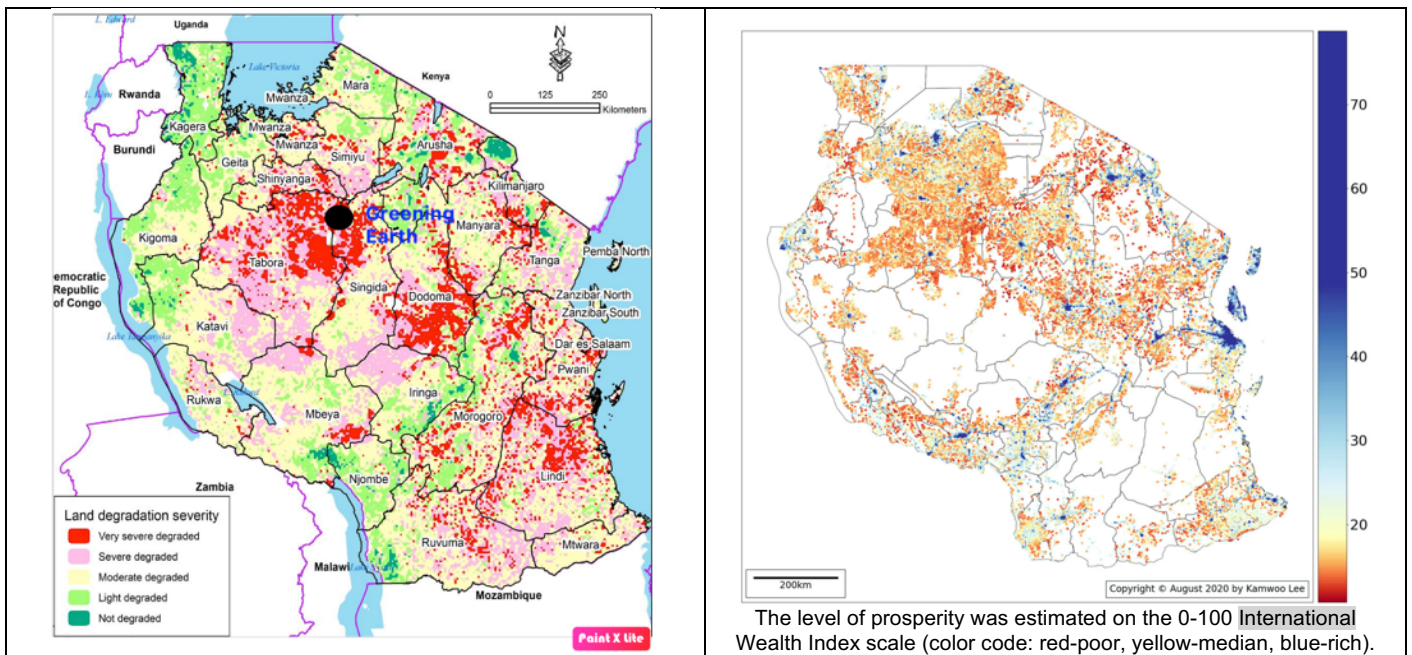 L. Edward
Uganda
N
Lake Victoria
Kenya
Mara
0 125 250
Kilometers
Rwanda
Mwanza
Kagera
Mwanza
Burundi
Mwanza
Arusha
Geita
Simiyu
Shinyanga
Kilimanjaro
Greening
Earth
Manyara
Kigoma
Pemba North
Tabora
Tanga
emocratic
Republic
of Congo
Singida
Dodoma
Zanzibar North
Zanzibar South
Katavi
Dar es Salaam
Pwani
Iringa
Rukwa
Mbeya
Morogoro
Lindi
Njombe
Zambia
Land degradation severity
Very severe degraded
Severe degraded
Moderate degraded
Light degraded
Not degraded
Ruvuma
Mtwara
Malawi
Mozambique
Paint X Lite
70
60
50
40
30
20
200km
Copyright © August 2020 by Kamwoo Lee
The level of prosperity was estimated on the 0-100 International
Wealth Index scale (color code: red-poor, yellow-median, blue-rich).